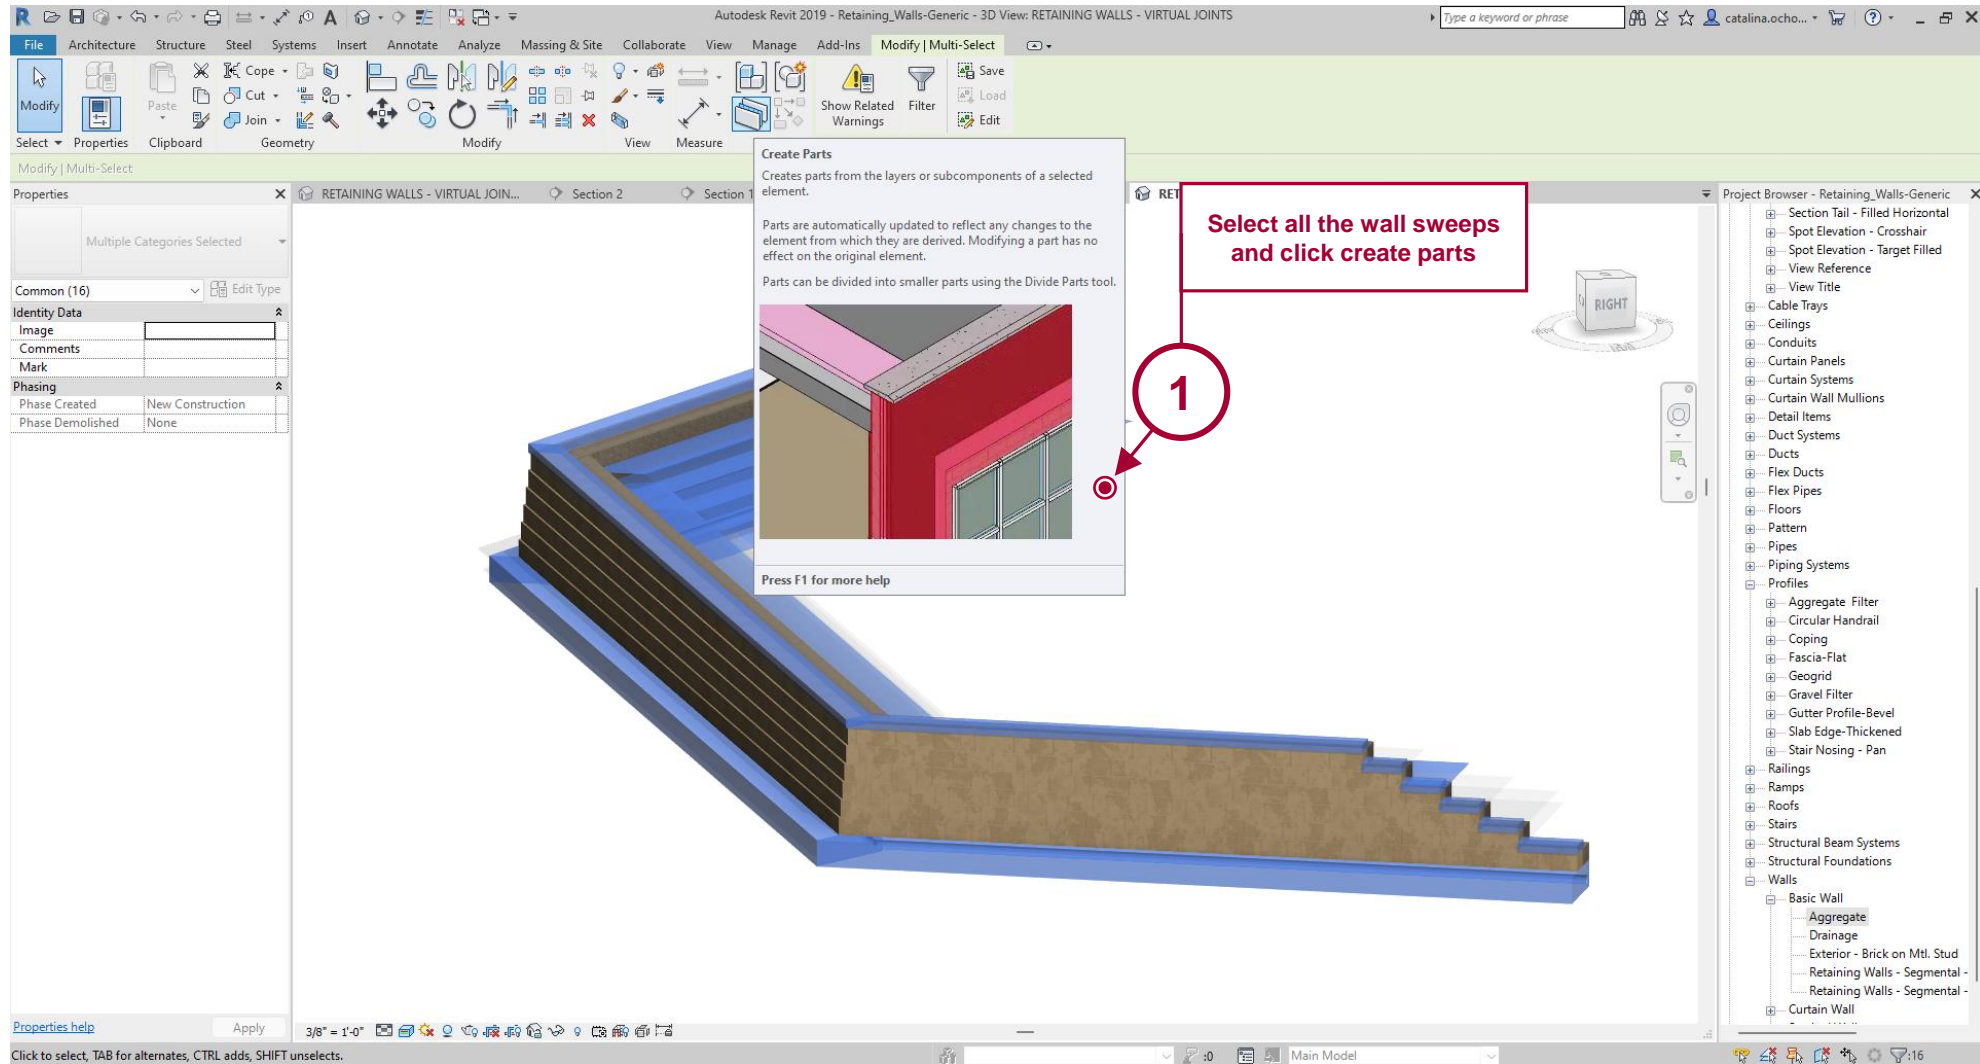 Autodesk Revit 2019 - Retaining_Walls-Generic - 3D View: RETAINING WALLS - VIRTUAL JOINTS
Type a keyword or phrase
catalina.ocho...
File Architecture Structure Steel Systems Insert Annotate Analyze Massing & Site Collaborate View Manage Add-Ins Modify | Multi-Select
Modify
Paste
Cope
Cut
Join
Show Related
Warnings
Filter
Save
Load
Edit
Select Properties Clipboard Geometry Modify View Measure
Modify | Multi-Select
Properties
RETAINING WALLS - VIRTUAL JOIN...
Section 2
Section 1
RET
Project Browser - Retaining_Walls-Generic
Multiple Categories Selected
Common (16)
Edit Type
Identity Data
Image
Comments
Mark
Phasing
Phase Created New Construction
Phase Demolished None
Properties help
Apply
Create Parts
Creates parts from the layers or subcomponents of a selected
element.
Parts are automatically updated to reflect any changes to the
element from which they are derived. Modifying a part has no
effect on the original element.
Parts can be divided into smaller parts using the Divide Parts tool.
Press F1 for more help
Select all the wall sweeps
and click create parts
1
RIGHT
Section Tail - Filled Horizontal
Spot Elevation - Crosshair
Spot Elevation - Target Filled
View Reference
View Title
Cable Trays
Ceilings
Conduits
Curtain Panels
Curtain Systems
Curtain Wall Mullions
Detail Items
Duct Systems
Ducts
Flex Ducts
Flex Pipes
Floors
Pattern
Pipes
Piping Systems
Profiles
Aggregate Filter
Circular Handrail
Coping
Fascia-Flat
Geogrid
Gravel Filter
Gutter Profile-Bevel
Slab Edge-Thickened
Stair Nosing - Pan
Railings
Ramps
Roofs
Stairs
Structural Beam Systems
Structural Foundations
Walls
Basic Wall
Aggregate
Drainage
Exterior - Brick on Mtl. Stud
Retaining Walls - Segmental -
Retaining Walls - Segmental -
Curtain Wall
3/8" = 1'-0"
Click to select, TAB for alternates, CTRL adds, SHIFT unselects.
:0
Main Model
:16